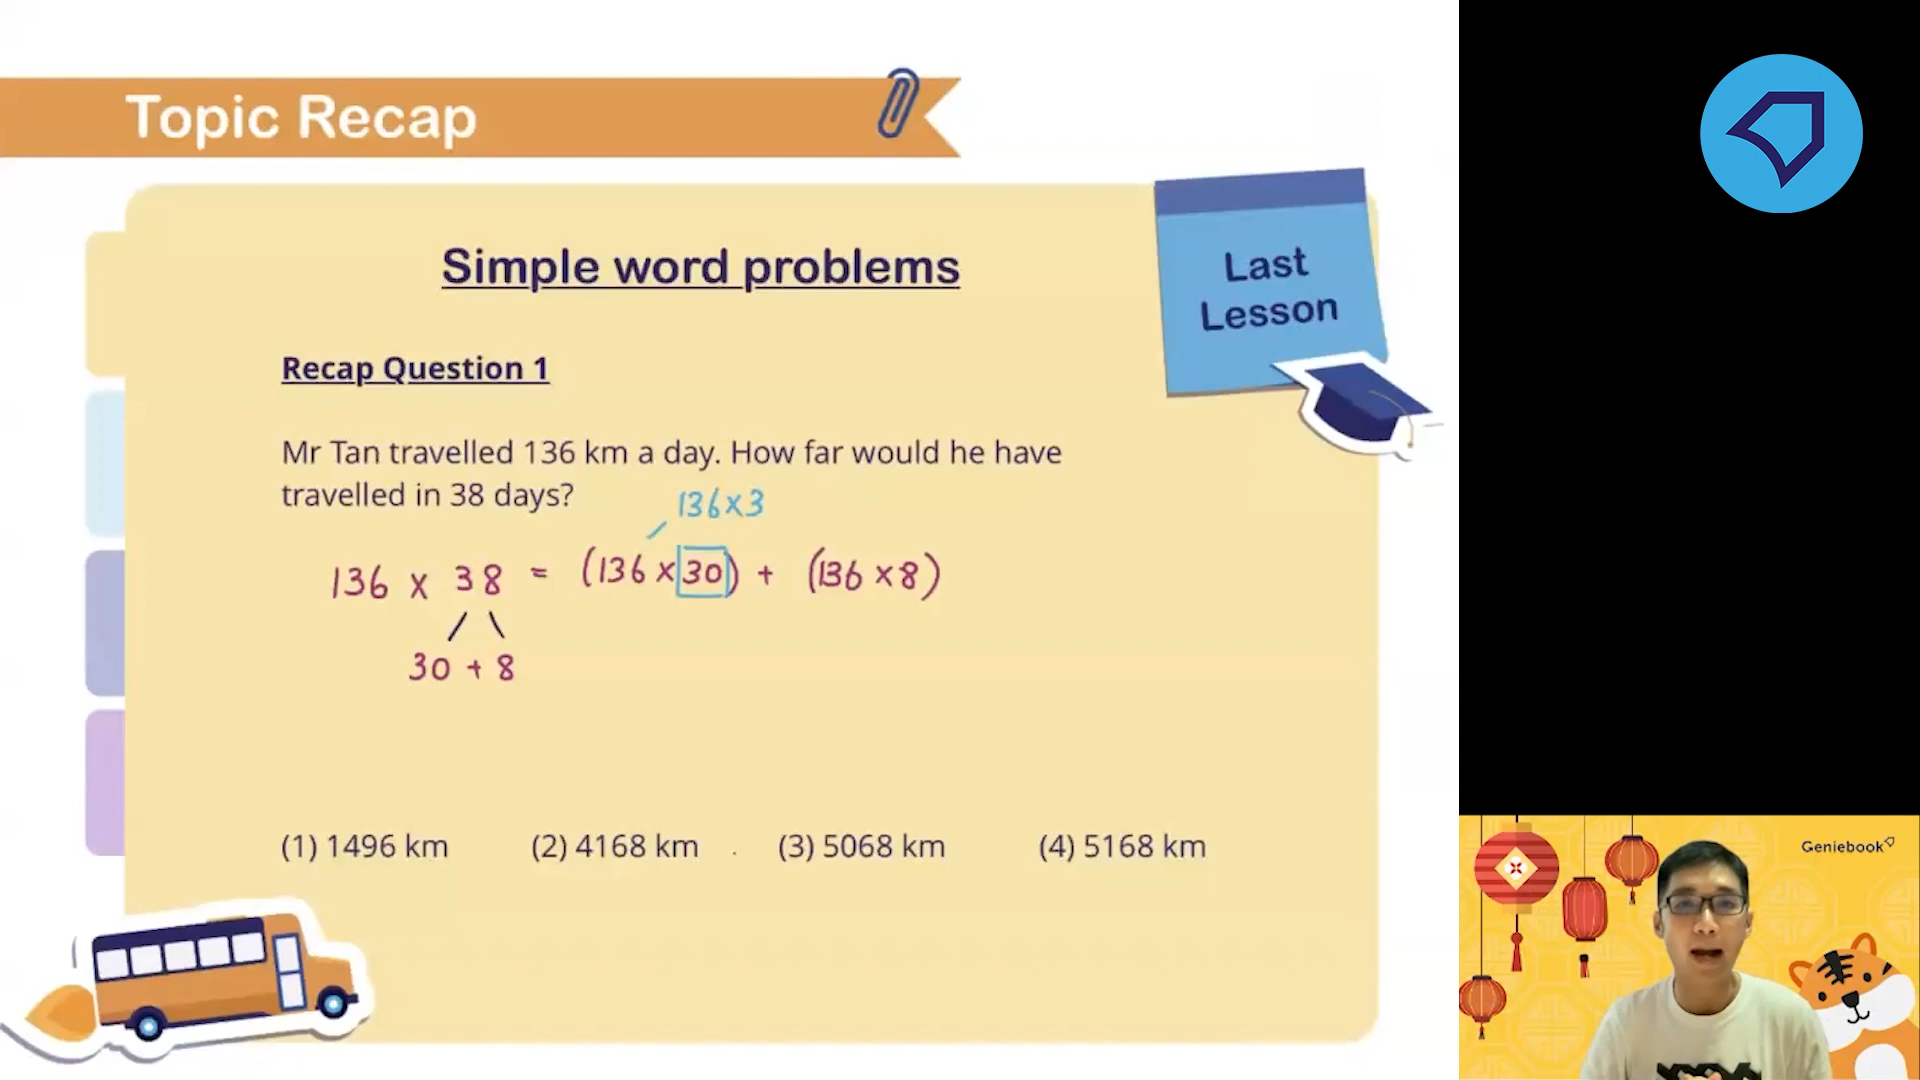 Topic Recap
Last
Lesson
Simple word problems
Recap Question 1
Mr Tan travelled 136 km a day. How far would he have
travelled in 38 days?
136×3
136 x 38 = (136 × 30) + (136 × 8)
30 + 8
(1) 1496 km (2) 4168 km (3) 5068 km (4) 5168 km
Geniebook